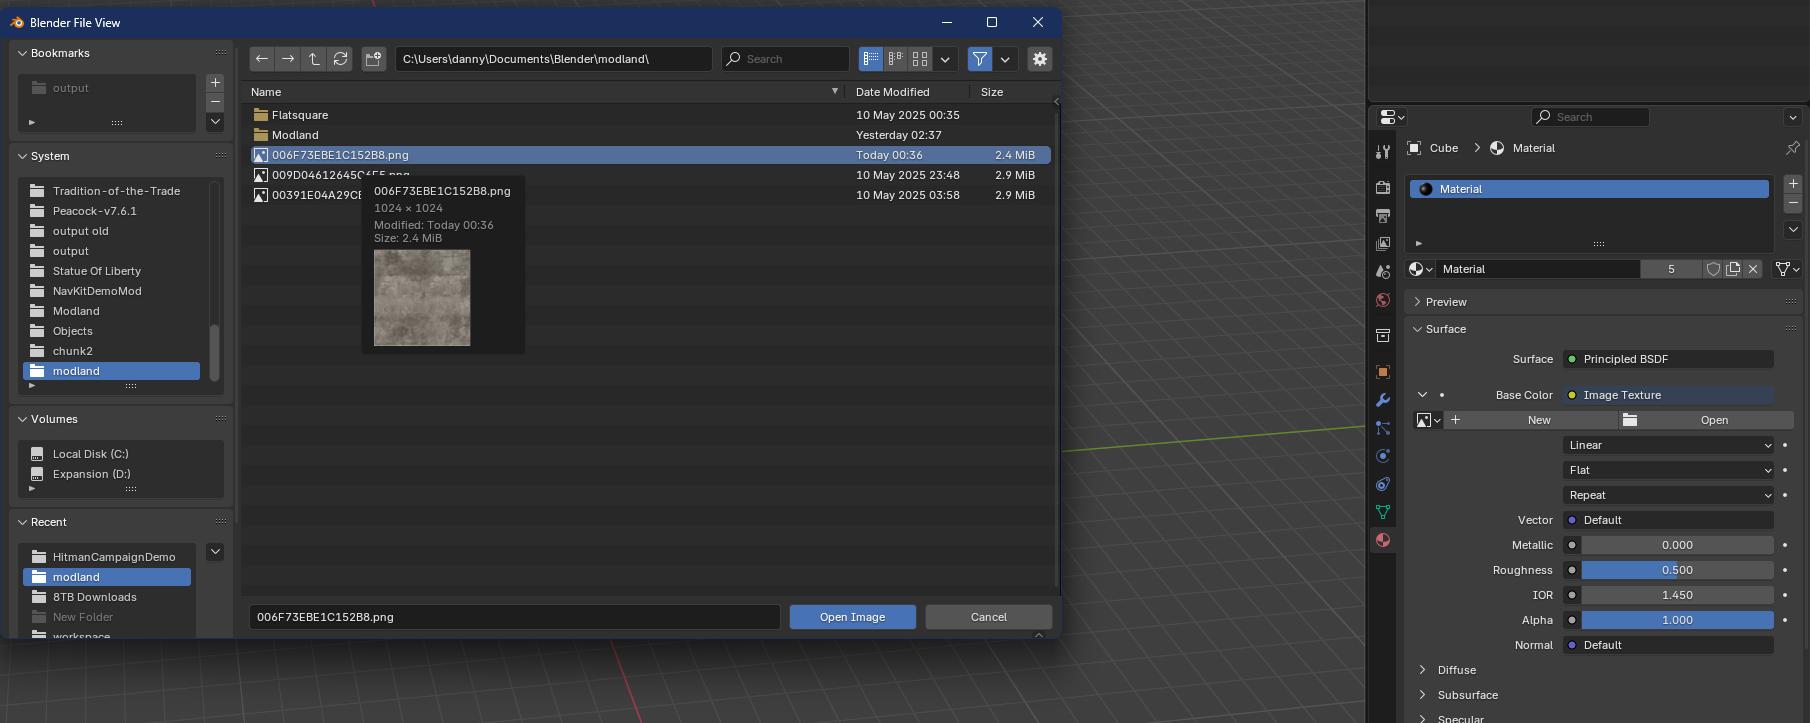 Blender File View
Bookmarks
output
System
Tradition-of-the-Trade
Peacock-v7.6.1
output old
output
Statue Of Liberty
NavKitDemoMod
Modland
Objects
chunk2
modland
Volumes
Local Disk (C:)
Expansion (D:)
Recent
HitmanCampaignDemo
modland
8TB Downloads
New Folder
workspace
C:\Users\danny\Documents\Blender\modland\
Search
Name Date Modified Size
Flatsquare 10 May 2025 00:35
Modland Yesterday 02:37
006F73EBE1C152B8.png Today 00:36 2.4 MiB
10 May 2025 23:48 2.9 MiB
10 May 2025 03:58 2.9 MiB
006F73EBE1C152B8.png
1024 × 1024
Modified: Today 00:36
Size: 2.4 MiB
006F73EBE1C152B8.png
Open Image
Cancel
Search
Cube Material
Material
Material 5
Preview
Surface
Surface Principled BSDF
Base Color Image Texture
New Open
Linear
Flat
Repeat
Vector Default
Metallic 0.000
Roughness 0.500
IOR 1.450
Alpha 1.000
Normal Default
Diffuse
Subsurface
Specular